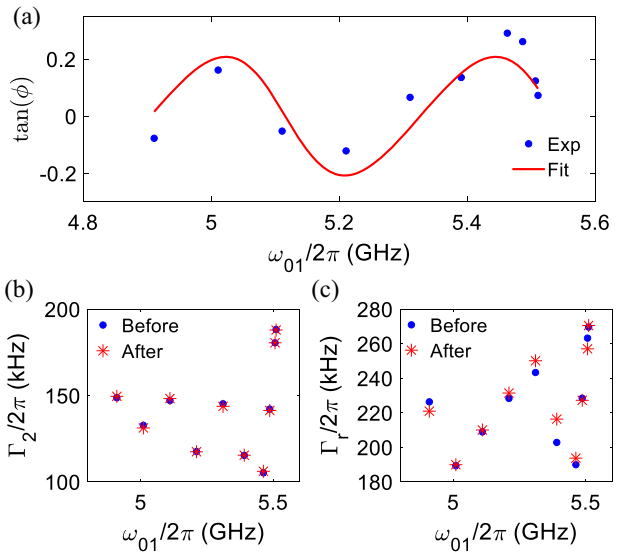 (a)
tan(ϕ)
0.2
0
-0.2
Exp
Fit
4.8 5 5.2 5.4 5.6
ω01/2π (GHz)
(b)
Γ2/2π (kHz)
200
150
100
Before
After
5 5.5
ω01/2π (GHz)
(c)
Γr/2π (kHz)
280
260
240
220
200
180
Before
After
5 5.5
ω01/2π (GHz)